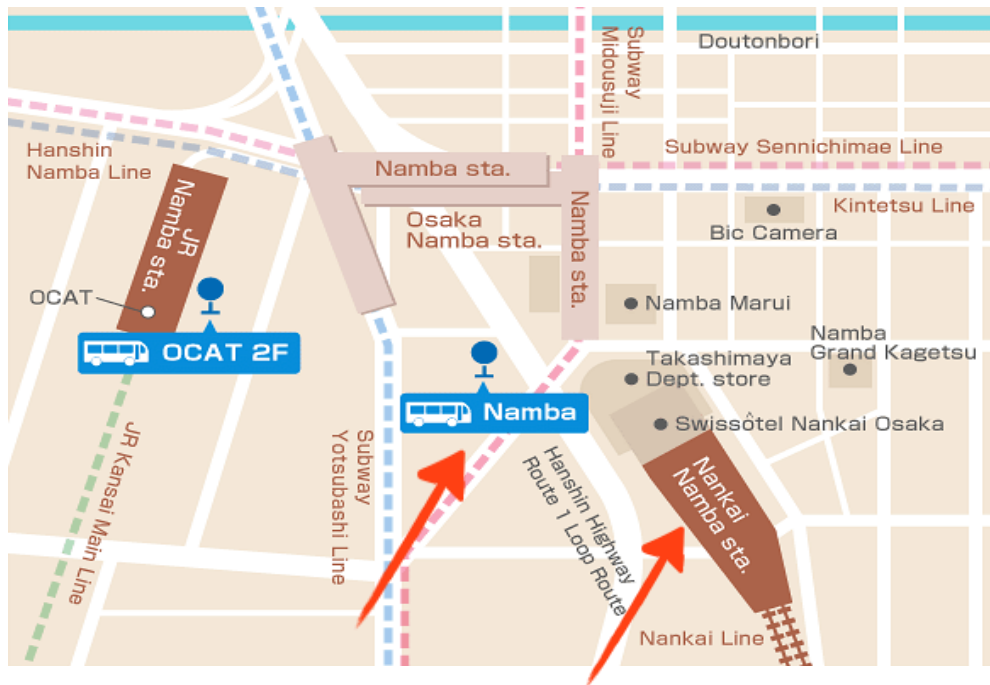 Doutonbori
Subway
Midousuji Line
Hanshin
Namba Line
Subway Sennichimae Line
Namba sta.
Kintetsu Line
JR
Namba sta.
Osaka
Namba sta.
Namba sta.
Bic Camera
OCAT
Namba Marui
OCAT 2F
Namba
Grand Kagetsu
Takashimaya
Dept. store
Namba
Swissôtel Nankai Osaka
JR Kansai Main Line
Subway
Yotsubashi Line
Hanshin Highway
Route 1 Loop Route
Nankai
Namba sta.
Nankai Line